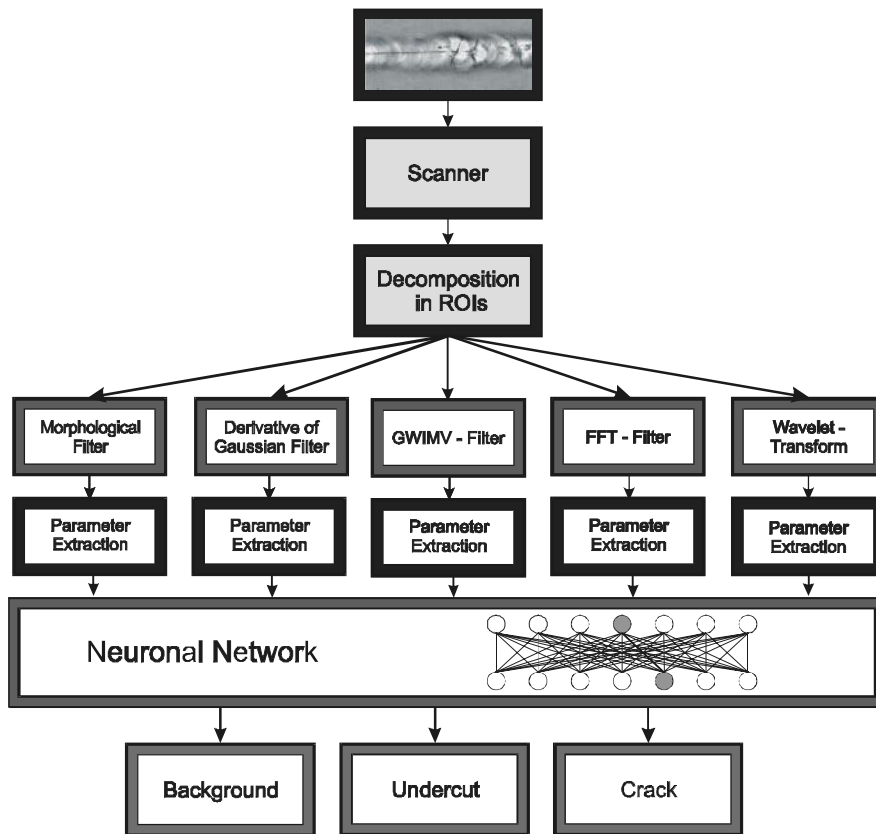 Scanner
Decomposition
in ROIs
Morphological
Filter
Derivative of
Gaussian Filter
GWIMV - Filter
FFT - Filter
Wavelet -
Transform
Parameter
Extraction
Parameter
Extraction
Parameter
Extraction
Parameter
Extraction
Parameter
Extraction
Neuronal Network
Background
Undercut
Crack